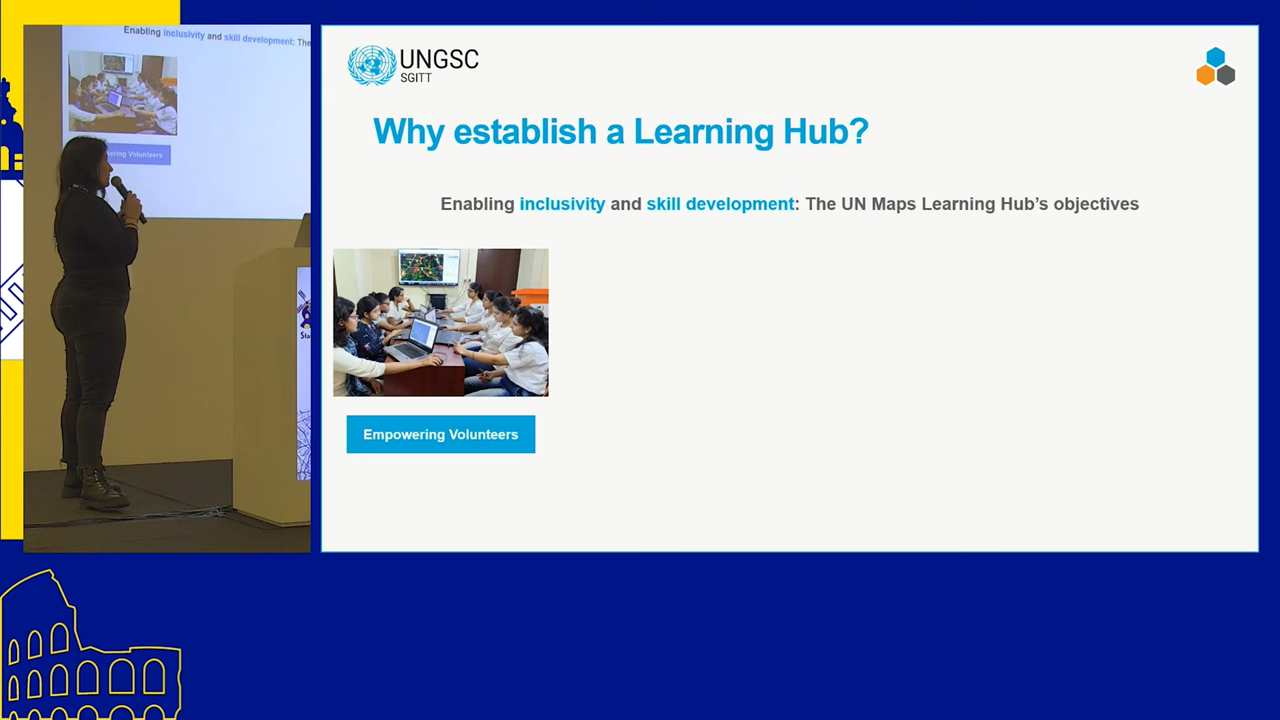 Enabling inclusivity and skill development: The
ering Volunteers
Sta
UNGSC
SGITT
Why establish a Learning Hub?
Enabling inclusivity and skill development: The UN Maps Learning Hub's objectives
Empowering Volunteers